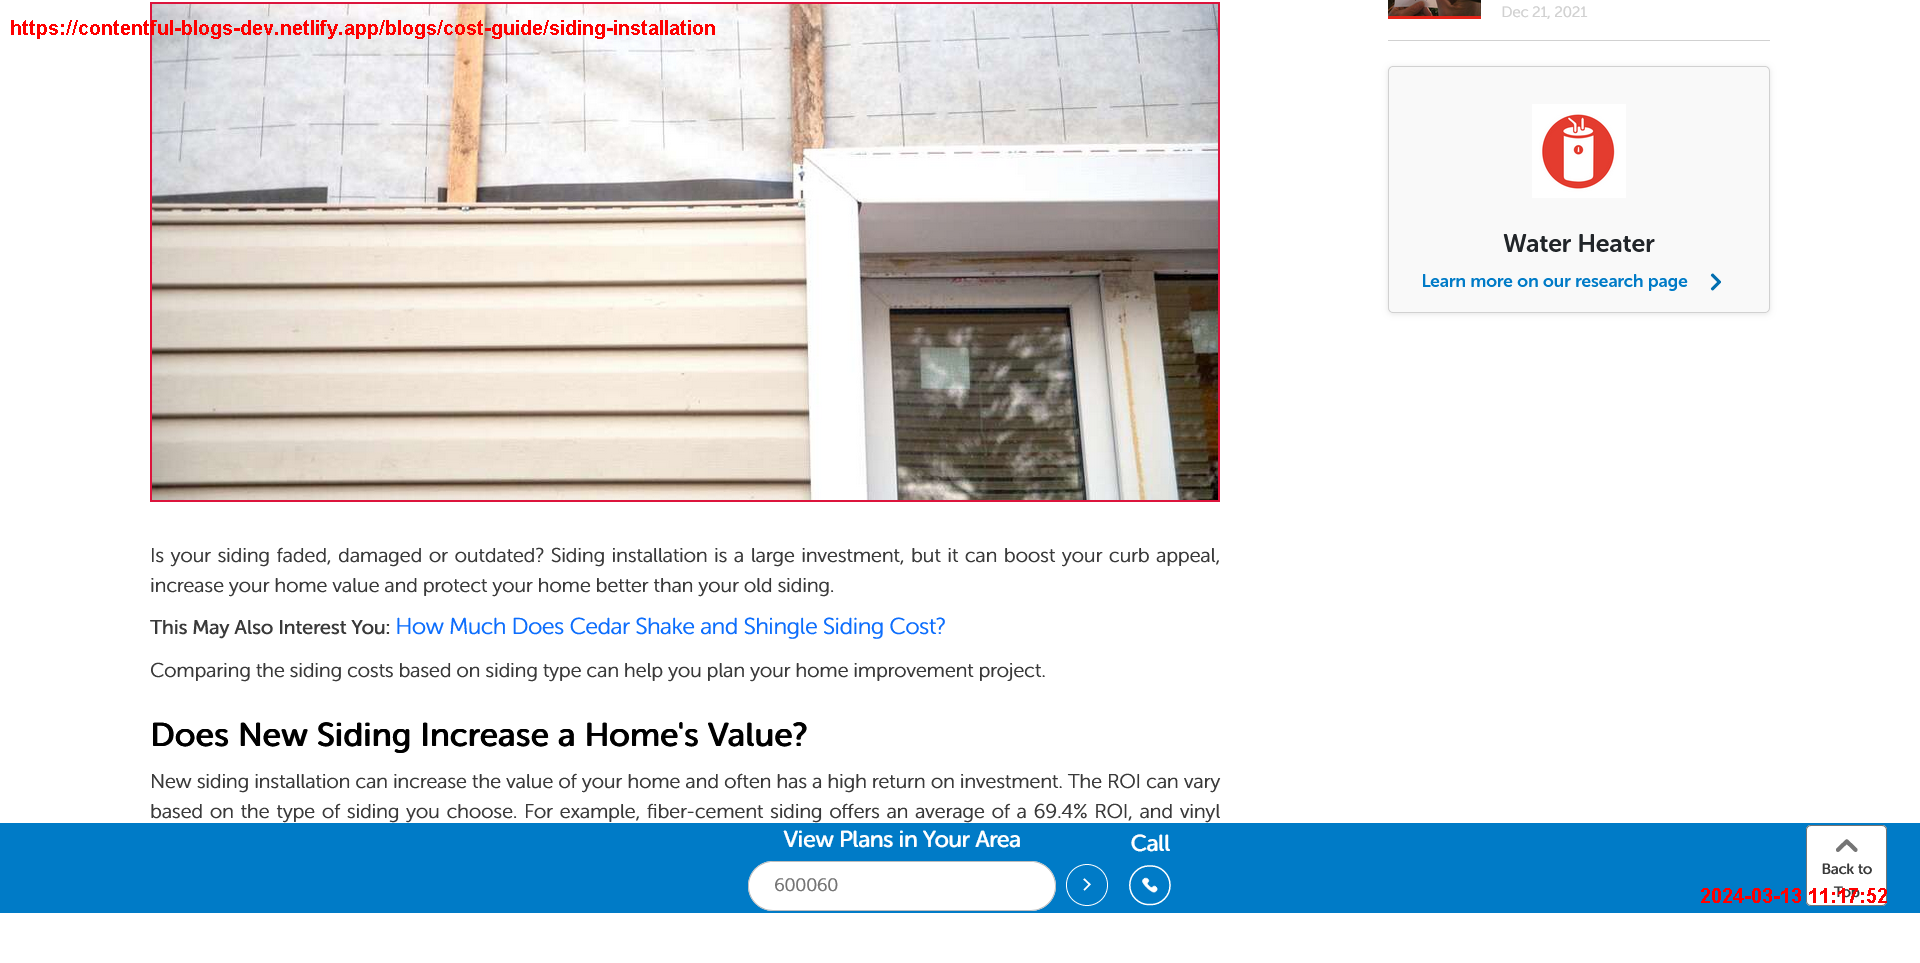 https://contentful-blogs-dev.netlify.app/blogs/cost-guide/siding-installation
Dec 21, 2021
Water Heater
Learn more on our research page
Is your siding faded, damaged or outdated? Siding installation is a large investment, but it can boost your curb appeal,
increase your home value and protect your home better than your old siding.
This May Also Interest You: How Much Does Cedar Shake and Shingle Siding Cost?
Comparing the siding costs based on siding type can help you plan your home improvement project.
Does New Siding Increase a Home's Value?
New siding installation can increase the value of your home and often has a high return on investment. The ROI can vary
based on the type of siding you choose. For example, fiber-cement siding offers an average of a 69.4% ROI, and vinyl
View Plans in Your Area
600060
Call
Back to
Top
2024-03-13 11:17:52